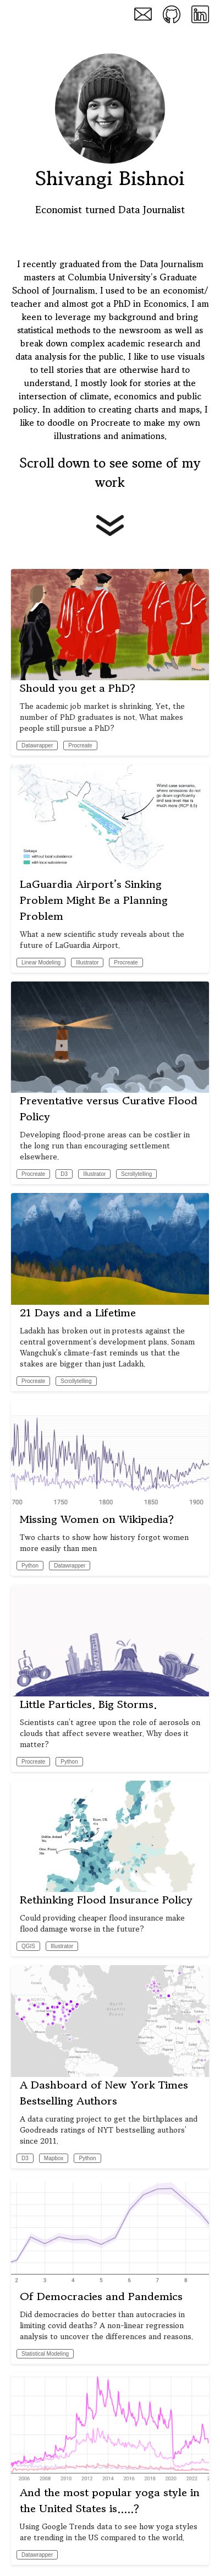 Shivangi Bishnoi
Economist turned Data Journalist
I recently graduated from the Data Journalism
masters at Columbia University's Graduate
School of Journalism. I used to be an economist/
teacher and almost got a PhD in Economics. I am
keen to leverage my background and bring
statistical methods to the newsroom as well as
break down complex academic research and
data analysis for the public. I like to use visuals
to tell stories that are otherwise hard to
understand. I mostly look for stories at the
intersection of climate, economics and public
policy. In addition to creating charts and maps, I
like to doodle on Procreate to make my own
illustrations and animations.
Scroll down to see some of my
work
Should you get a PhD?
The academic job market is shrinking. Yet, the
number of PhD graduates is not. What makes
people still pursue a PhD?
Datawrapper Procreate
Worst case scenario,
where emissions do not
go down significantly
and sea level rise is
much more (RCP 8.5)
without local subsidence
with local subsidence
LaGuardia Airport's Sinking
Problem Might Be a Planning
Problem
What a new scientific study reveals about the
future of LaGuardia Airport.
Linear Modeling Illustrator Procreate
Preventative versus Curative Flood
Policy
Developing flood-prone areas can be costlier in
the long run than encouraging settlement
elsewhere.
Procreate D3 Illustrator Scrollytelling
21 Days and a Lifetime
Ladakh has broken out in protests against the
central government's development plans. Sonam
Wangchuk's climate-fast reminds us that the
stakes are bigger than just Ladakh.
Procreate Scrollytelling
700 1750 1800 1850 1900
Missing Women on Wikipedia?
Two charts to show how history forgot women
more easily than men
Python Datawrapper
Little Particles. Big Storms.
Scientists can't agree upon the role of aerosols on
clouds that affect severe weather. Why does it
matter?
Procreate Python
Rethinking Flood Insurance Policy
Could providing cheaper flood insurance make
flood damage worse in the future?
QGIS Illustrator
A Dashboard of New York Times
Bestselling Authors
A data curating project to get the birthplaces and
Goodreads ratings of NYT bestselling authors'
since 2011.
D3 Mapbox Python
2 3 4 5 6 7 8
Of Democracies and Pandemics
Did democracies do better than autocracies in
limiting covid deaths? A non-linear regression
analysis to uncover the differences and reasons.
Statistical Modeling
2006 2008 2010 2012 2014 2016 2018 2020 2022
And the most popular yoga style in
the United States is.....?
Using Google Trends data to see how yoga styles
are trending in the US compared to the world.
Datawrapper